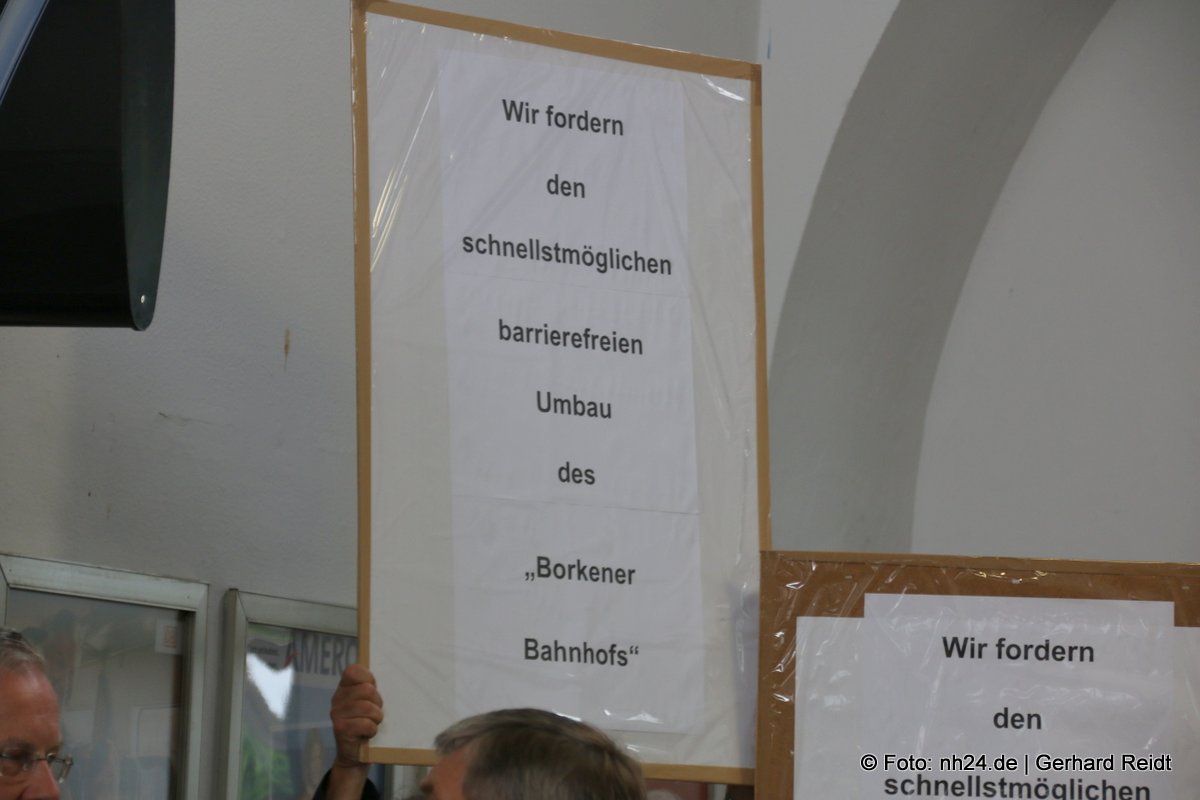 Wir fordern
den
schnellstmöglichen
barrierefreien
Umbau
des
„Borkener
Bahnhofs“
Wir fordern
den
schnellstmöglichen
© Foto: nh24.de | Gerhard Reidt